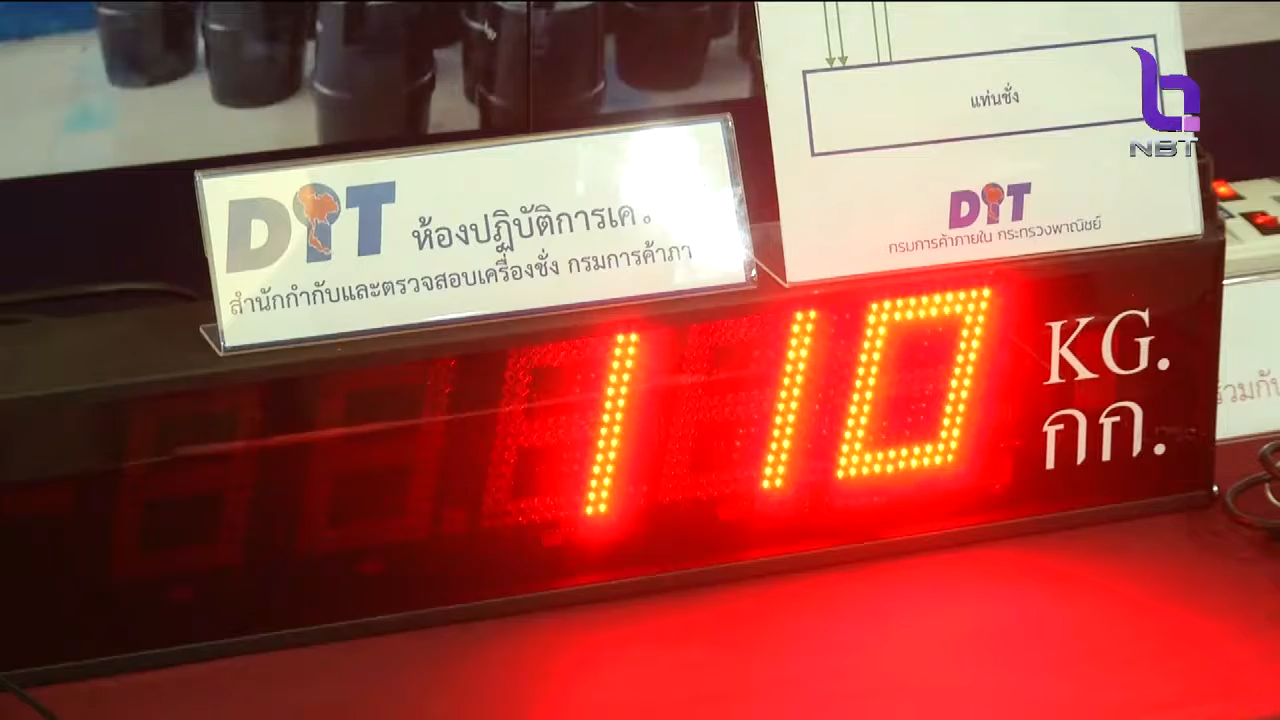 แท่นชั่ง
NBT
DIT
กรมการค้าภายใน กระทรวงพาณิชย์
DIT
ห้องปฏิบัติการเค
สำนักกำกับและตรวจสอบเครื่องชั่ง กรมการค้าภา
110
KG.
กก.